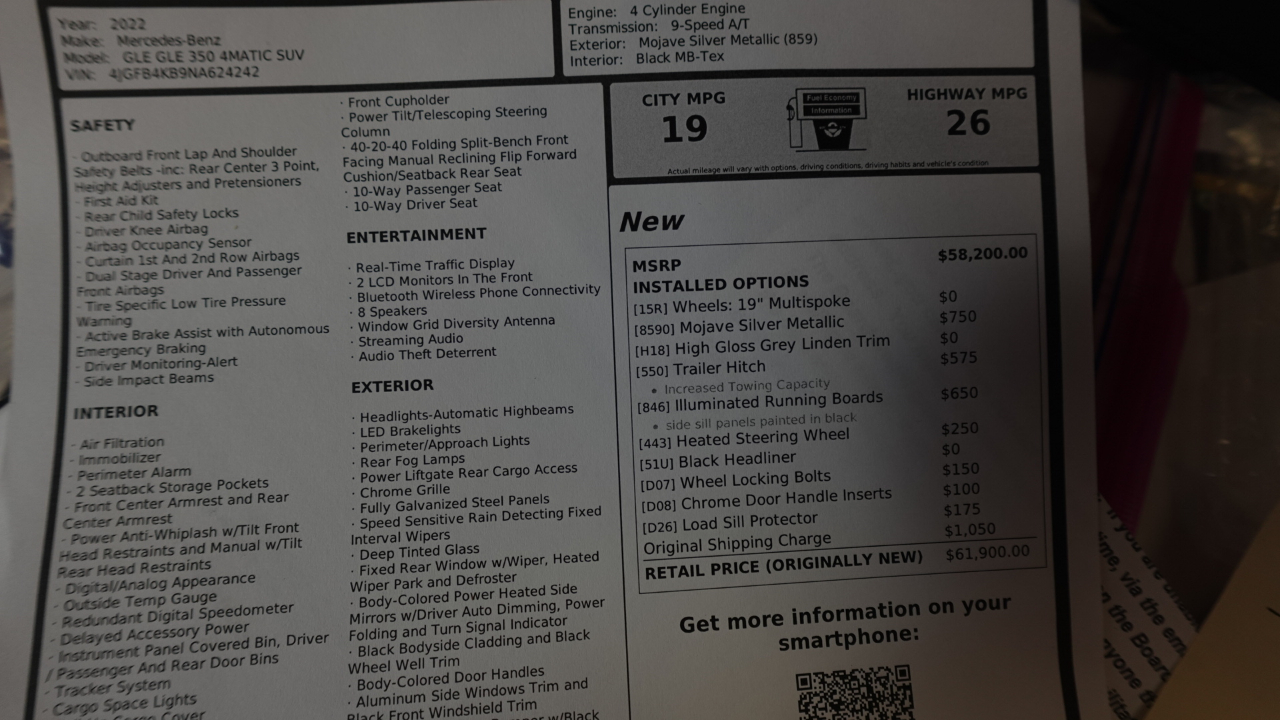 Year: 2022
Make: Mercedes-Benz
Model: GLE GLE 350 4MATIC SUV
VIN: 4JGFB4KB9NA624242
Engine: 4 Cylinder Engine
Transmission: 9-Speed A/T
Exterior: Mojave Silver Metallic (859)
Interior: Black MB-Tex
SAFETY
· Outboard Front Lap And Shoulder
Safety Belts -inc: Rear Center 3 Point,
Height Adjusters and Pretensioners
· First Aid Kit
· Rear Child Safety Locks
· Driver Knee Airbag
· Airbag Occupancy Sensor
· Curtain 1st And 2nd Row Airbags
· Dual Stage Driver And Passenger
Front Airbags
· Tire Specific Low Tire Pressure
Warning
· Active Brake Assist with Autonomous
Emergency Braking
· Driver Monitoring-Alert
· Side Impact Beams
INTERIOR
· Air Filtration
· Immobilizer
· Perimeter Alarm
· 2 Seatback Storage Pockets
· Front Center Armrest and Rear
Center Armrest
· Power Anti-Whiplash w/Tilt Front
Head Restraints and Manual w/Tilt
Rear Head Restraints
· Digital/Analog Appearance
· Outside Temp Gauge
· Redundant Digital Speedometer
· Delayed Accessory Power
· Instrument Panel Covered Bin, Driver
/ Passenger And Rear Door Bins
· Tracker System
· Cargo Space Lights
Cargo Cover
· Front Cupholder
· Power Tilt/Telescoping Steering
Column
· 40-20-40 Folding Split-Bench Front
Facing Manual Reclining Flip Forward
Cushion/Seatback Rear Seat
· 10-Way Passenger Seat
· 10-Way Driver Seat
ENTERTAINMENT
· Real-Time Traffic Display
· 2 LCD Monitors In The Front
· Bluetooth Wireless Phone Connectivity
· 8 Speakers
· Window Grid Diversity Antenna
· Streaming Audio
· Audio Theft Deterrent
EXTERIOR
· Headlights-Automatic Highbeams
· LED Brakelights
· Perimeter/Approach Lights
· Rear Fog Lamps
· Power Liftgate Rear Cargo Access
· Chrome Grille
· Fully Galvanized Steel Panels
· Speed Sensitive Rain Detecting Fixed
Interval Wipers
· Deep Tinted Glass
· Fixed Rear Window w/Wiper, Heated
Wiper Park and Defroster
· Body-Colored Power Heated Side
Mirrors w/Driver Auto Dimming, Power
Folding and Turn Signal Indicator
· Black Bodyside Cladding and Black
Wheel Well Trim
· Body-Colored Door Handles
· Aluminum Side Windows Trim and
Black Front Windshield Trim
w/Black
CITY MPG
19
Fuel Economy
Information
HIGHWAY MPG
26
Actual mileage will vary with options, driving conditions, driving habits and vehicle's condition
New
MSRP $58,200.00
INSTALLED OPTIONS
[15R] Wheels: 19" Multispoke $0
[8590] Mojave Silver Metallic $750
[H18] High Gloss Grey Linden Trim $0
[550] Trailer Hitch $575
• Increased Towing Capacity
[846] Illuminated Running Boards $650
• side sill panels painted in black
[443] Heated Steering Wheel $250
[51U] Black Headliner $0
[D07] Wheel Locking Bolts $150
[D08] Chrome Door Handle Inserts $100
[D26] Load Sill Protector $175
Original Shipping Charge $1,050
RETAIL PRICE (ORIGINALLY NEW) $61,900.00
Get more information on your
smartphone:
if you are
via the
the Board